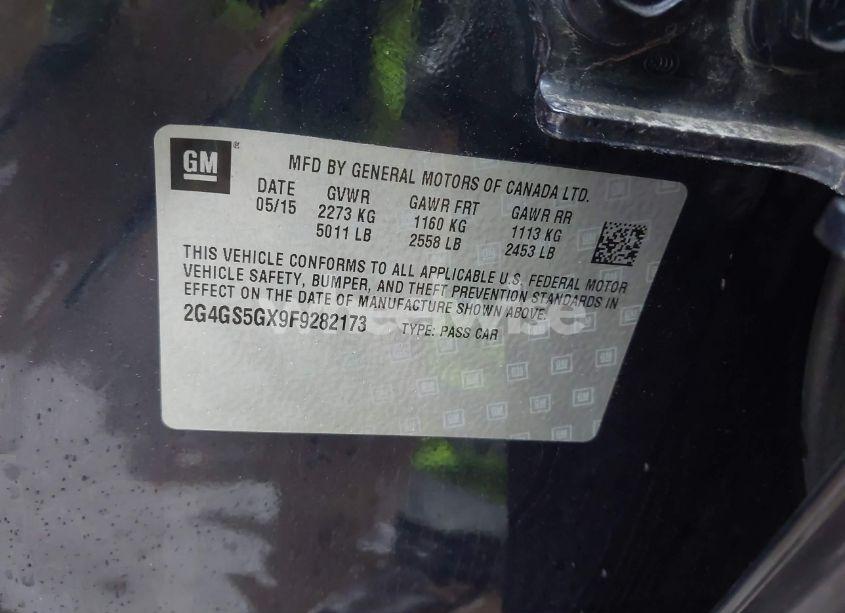 GM ®
MFD BY GENERAL MOTORS OF CANADA LTD.
DATE GVWR GAWR FRT GAWR RR
05/15 2273 KG 1160 KG 1113 KG
5011 LB 2558 LB 2453 LB
THIS VEHICLE CONFORMS TO ALL APPLICABLE U.S. FEDERAL MOTOR
VEHICLE SAFETY, BUMPER, AND THEFT PREVENTION STANDARDS IN
EFFECT ON THE DATE OF MANUFACTURE SHOWN ABOVE.
2G4GS5GX9F9282173 TYPE: PASS CAR